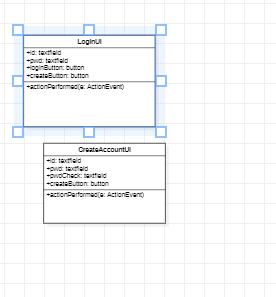 LoginUI
+id: textfield
+pwd: textfield
+loginButton: button
+createButton: button
+actionPerformed(e: ActionEvent)
CreateAccountUI
+id: textfield
+pwd: textfield
+pwdCheck: textfield
+createButton: button
+actionPerformed(e: ActionEvent)